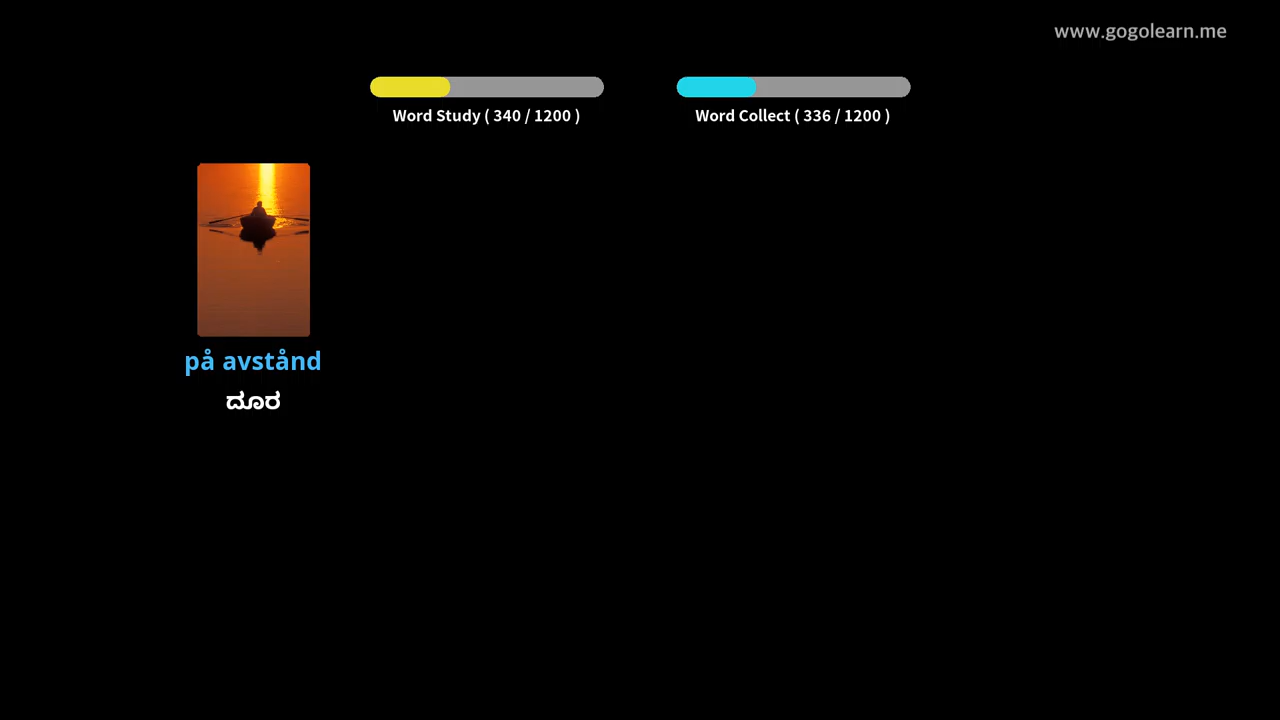 www.gogolearn.me
Word Study ( 340 / 1200 )
Word Collect ( 336 / 1200 )
på avstånd
ದೂರ